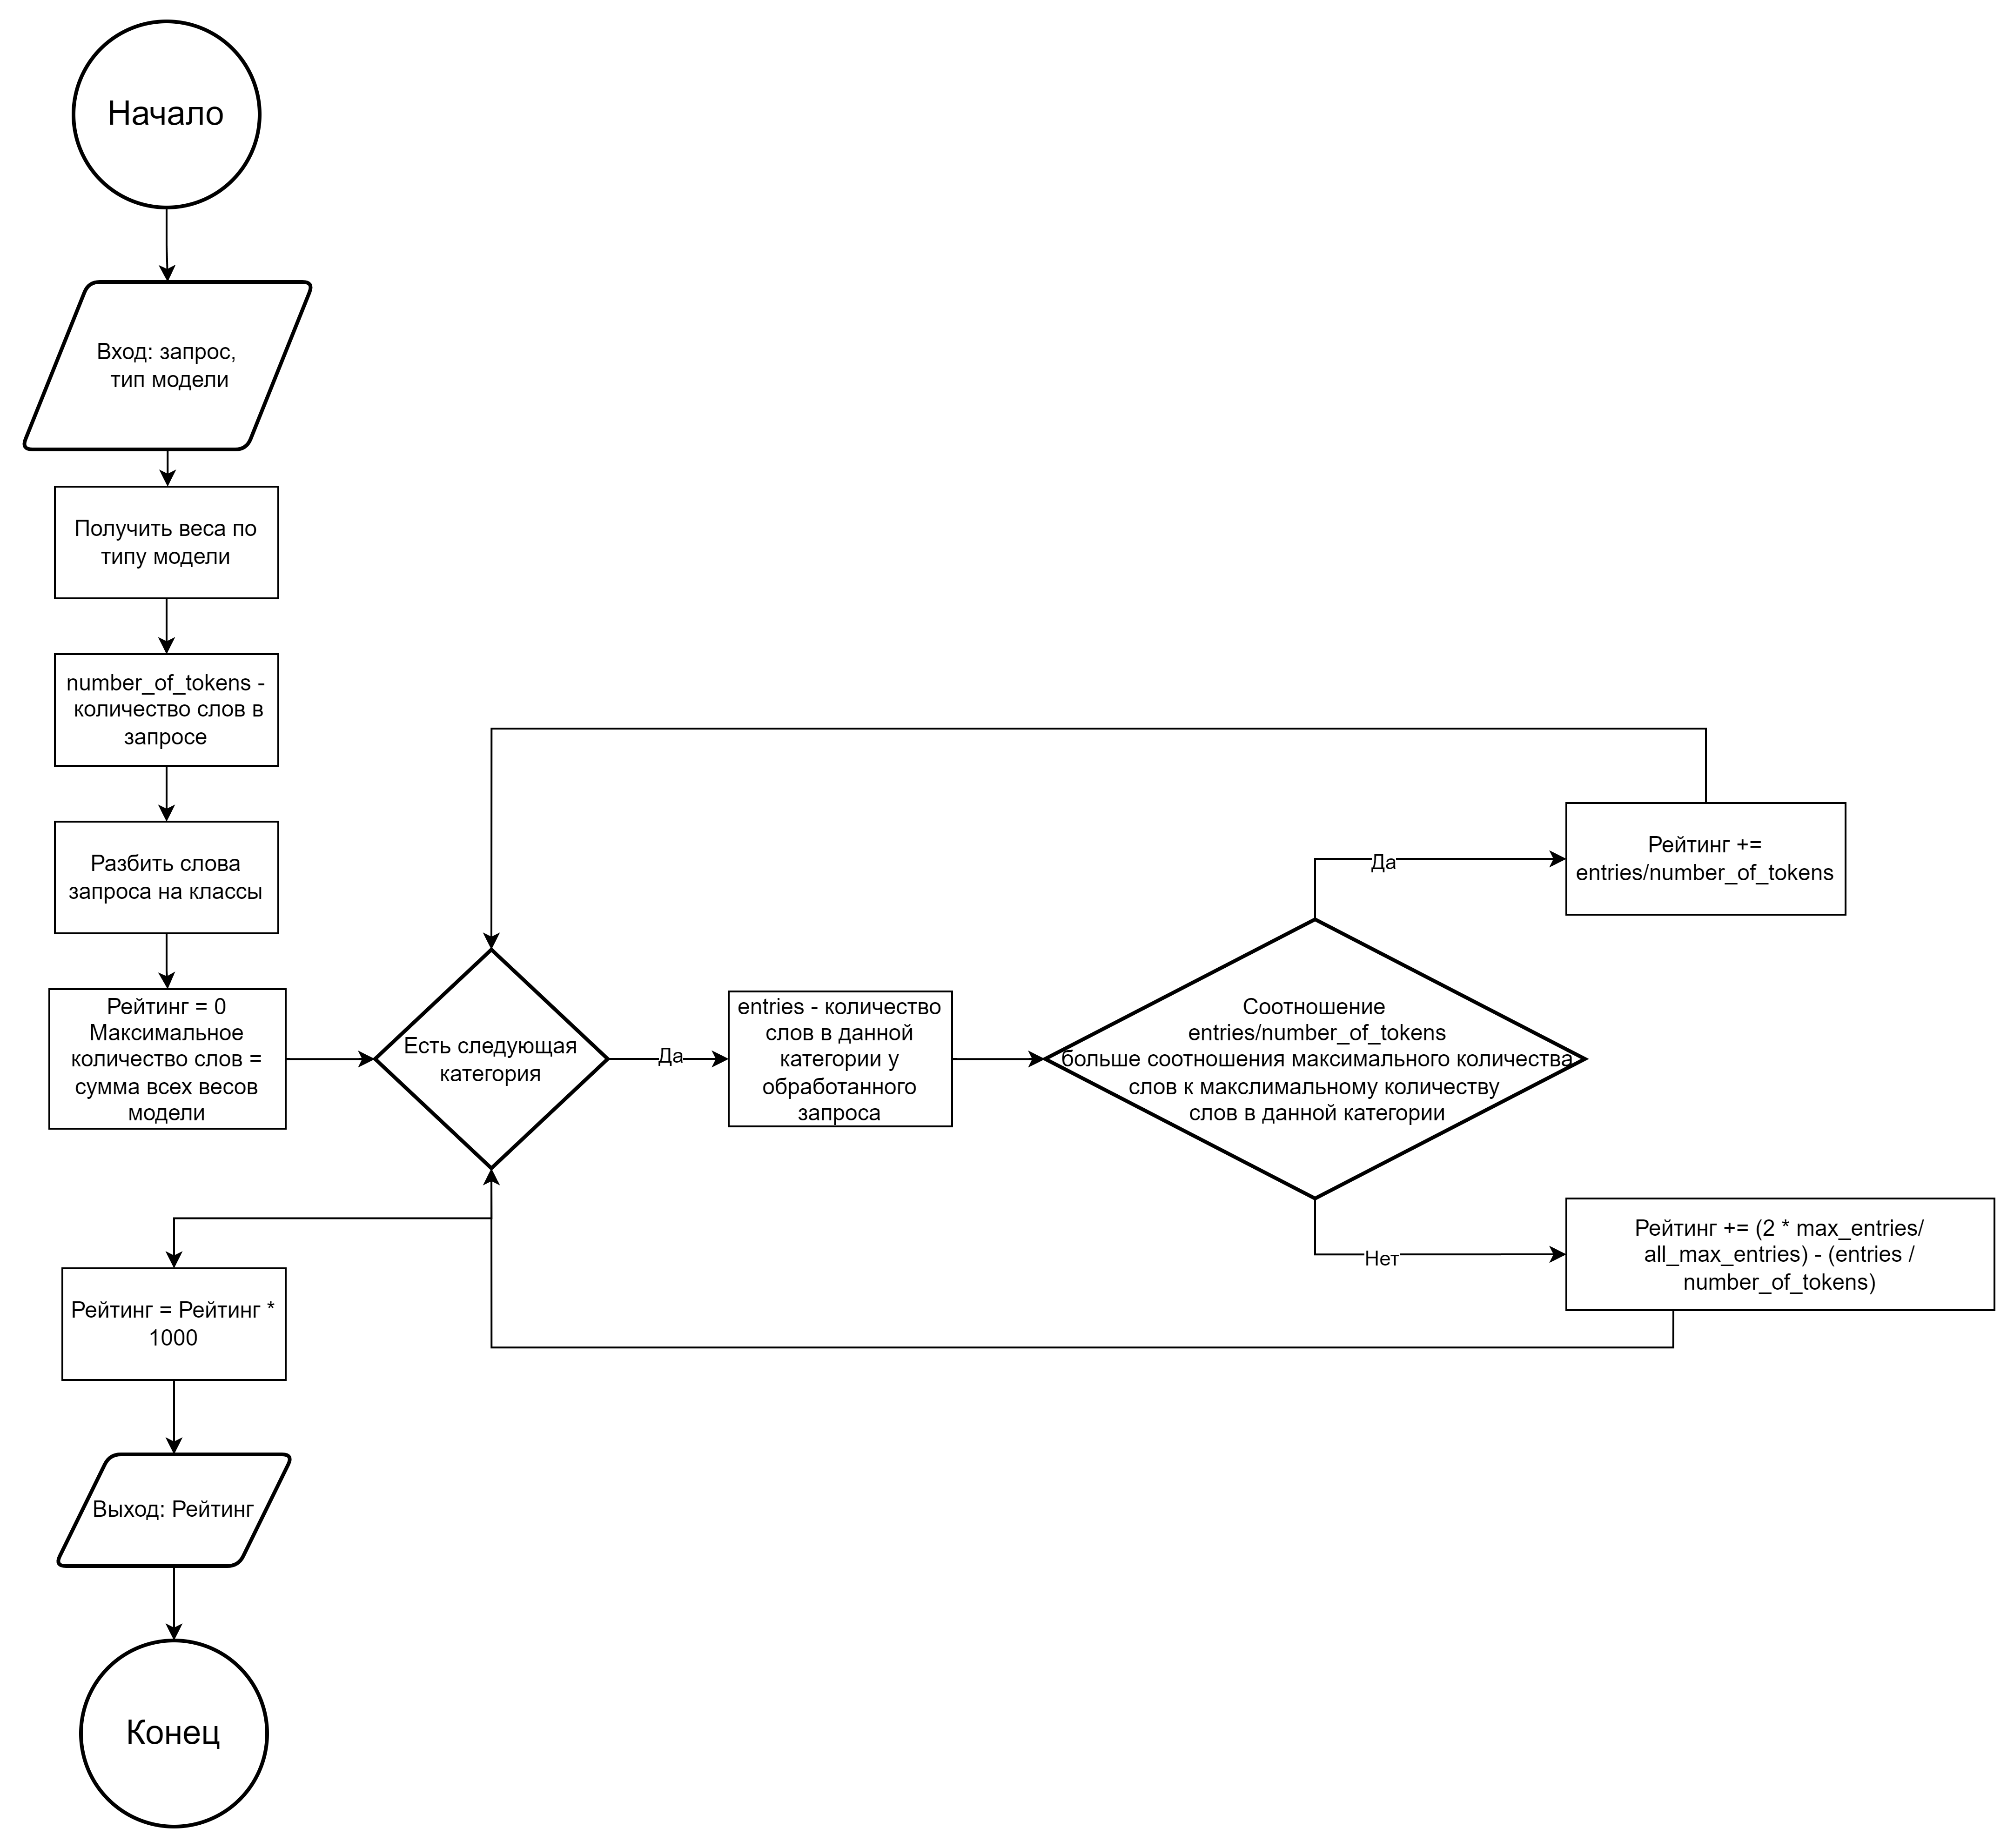 Начало
Вход: запрос,
тип модели
Получить веса по
типу модели
number_of_tokens -
количество слов в
запросе
Разбить слова
запроса на классы
Рейтинг = 0
Максимальное
количество слов =
сумма всех весов
модели
Есть следующая
категория
Да
entries - количество
слов в данной
категории у
обработанного
запроса
Соотношение
entries/number_of_tokens
больше соотношения максимального количества
слов к макслимальному количеству
слов в данной категории
Да
Рейтинг +=
entries/number_of_tokens
Нет
Рейтинг += (2 * max_entries/
all_max_entries) - (entries /
number_of_tokens)
Рейтинг = Рейтинг *
1000
Выход: Рейтинг
Конец